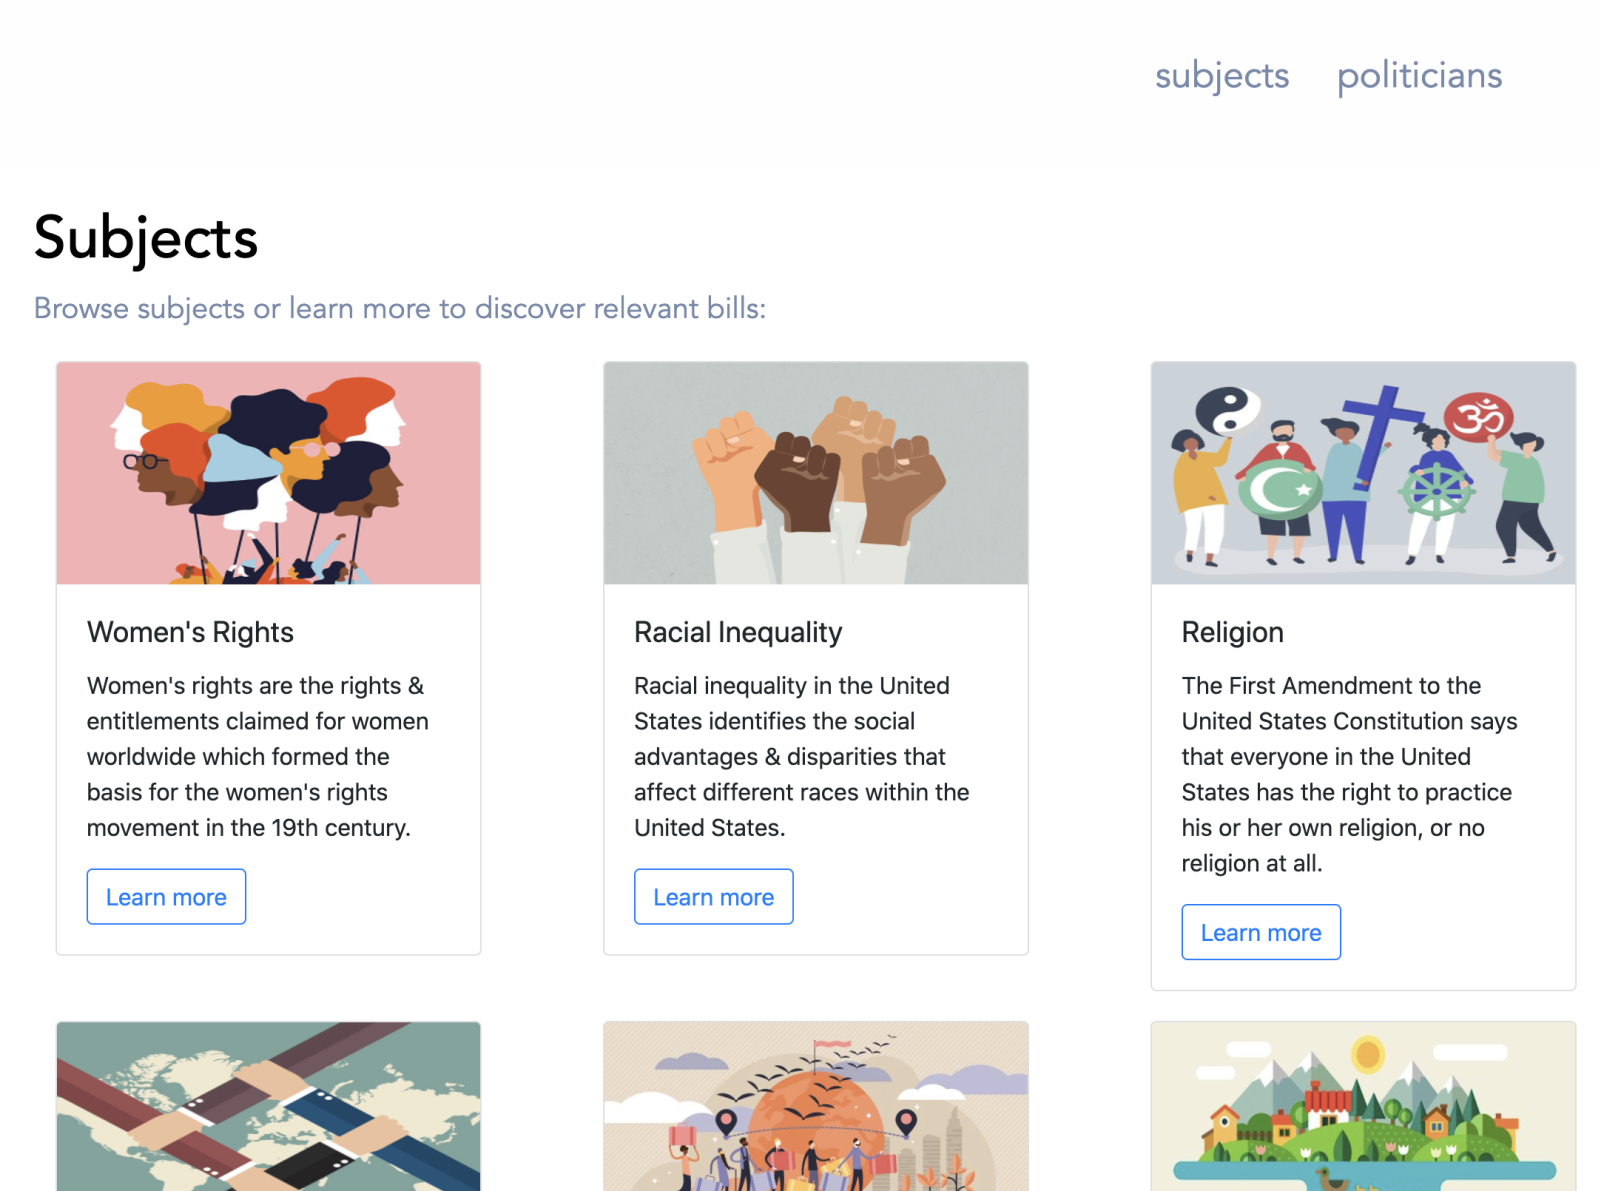 subjects politicians
Subjects
Browse subjects or learn more to discover relevant bills:
Women's Rights
Women's rights are the rights &
entitlements claimed for women
worldwide which formed the
basis for the women's rights
movement in the 19th century.
Learn more
Racial Inequality
Racial inequality in the United
States identifies the social
advantages & disparities that
affect different races within the
United States.
Learn more
ॐ
Religion
The First Amendment to the
United States Constitution says
that everyone in the United
States has the right to practice
his or her own religion, or no
religion at all.
Learn more